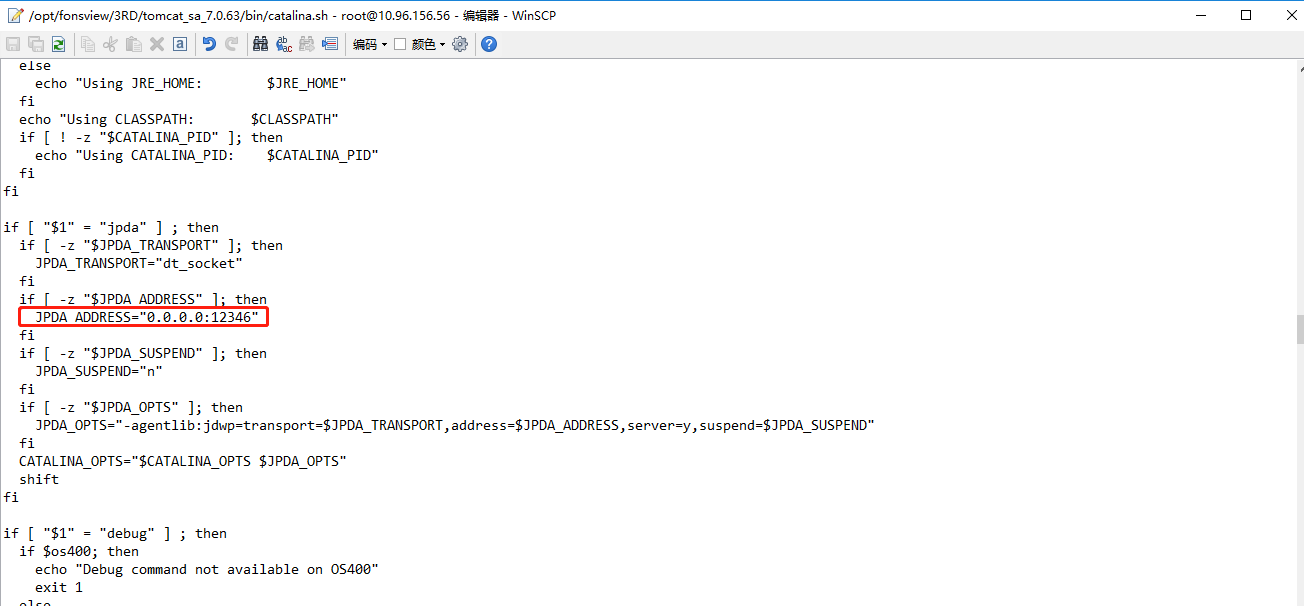 /opt/fonsview/3RD/tomcat_sa_7.0.63/bin/catalina.sh - root@10.96.156.56 - 编辑器 - WinSCP
编码 颜色
else
echo "Using JRE_HOME:        $JRE_HOME"
fi
echo "Using CLASSPATH:       $CLASSPATH"
if [ ! -z "$CATALINA_PID" ]; then
echo "Using CATALINA_PID:    $CATALINA_PID"
fi
fi
if [ "$1" = "jpda" ] ; then
if [ -z "$JPDA_TRANSPORT" ]; then
JPDA_TRANSPORT="dt_socket"
fi
if [ -z "$JPDA_ADDRESS" ]; then
JPDA_ADDRESS="0.0.0.0:12346"
fi
if [ -z "$JPDA_SUSPEND" ]; then
JPDA_SUSPEND="n"
fi
if [ -z "$JPDA_OPTS" ]; then
JPDA_OPTS="-agentlib:jdwp=transport=$JPDA_TRANSPORT,address=$JPDA_ADDRESS,server=y,suspend=$JPDA_SUSPEND"
fi
CATALINA_OPTS="$CATALINA_OPTS $JPDA_OPTS"
shift
fi
if [ "$1" = "debug" ] ; then
if $os400; then
echo "Debug command not available on OS400"
exit 1
else